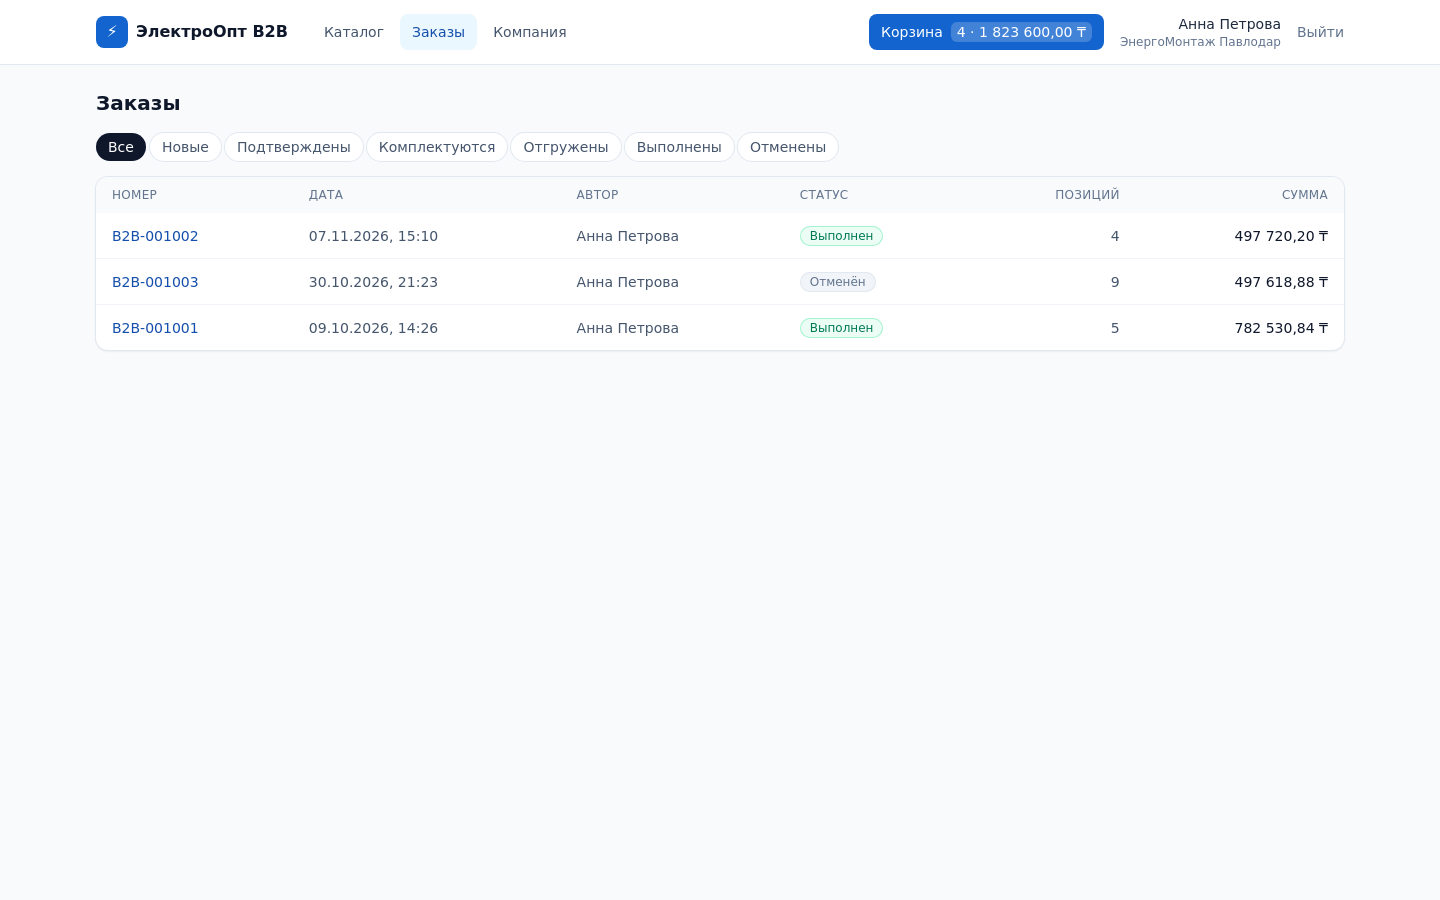 ЭлектроОпт B2B
Каталог Заказы Компания
Корзина 4 · 1 823 600,00 ₸
Анна Петрова
ЭнергоМонтаж Павлодар
Выйти
Заказы
Все Новые Подтверждены Комплектуются Отгружены Выполнены Отменены
НОМЕР ДАТА АВТОР СТАТУС ПОЗИЦИЙ СУММА
B2B-001002 07.11.2026, 15:10 Анна Петрова Выполнен 4 497 720,20 ₸
B2B-001003 30.10.2026, 21:23 Анна Петрова Отменён 9 497 618,88 ₸
B2B-001001 09.10.2026, 14:26 Анна Петрова Выполнен 5 782 530,84 ₸